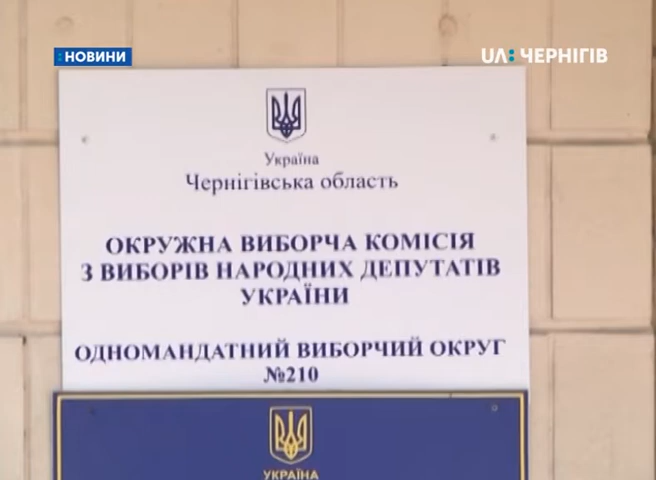 НОВИНИ
UA: ЧЕРНІГІВ
Україна
Чернігівська область
ОКРУЖНА ВИБОРЧА КОМІСІЯ
З ВИБОРІВ НАРОДНИХ ДЕПУТАТІВ
УКРАЇНИ
ОДНОМАНДАТНИЙ ВИБОРЧИЙ ОКРУГ
№210
УКРАЇНА